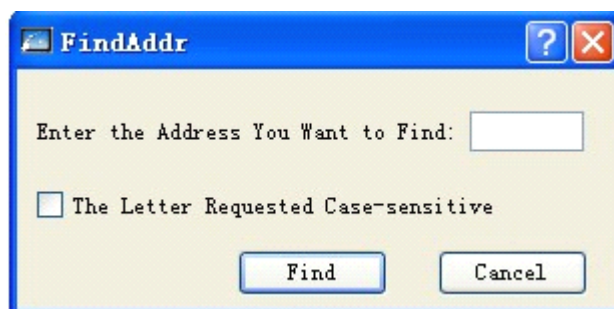 FindAddr
Enter the Address You Want to Find:
The Letter Requested Case-sensitive
Find Cancel